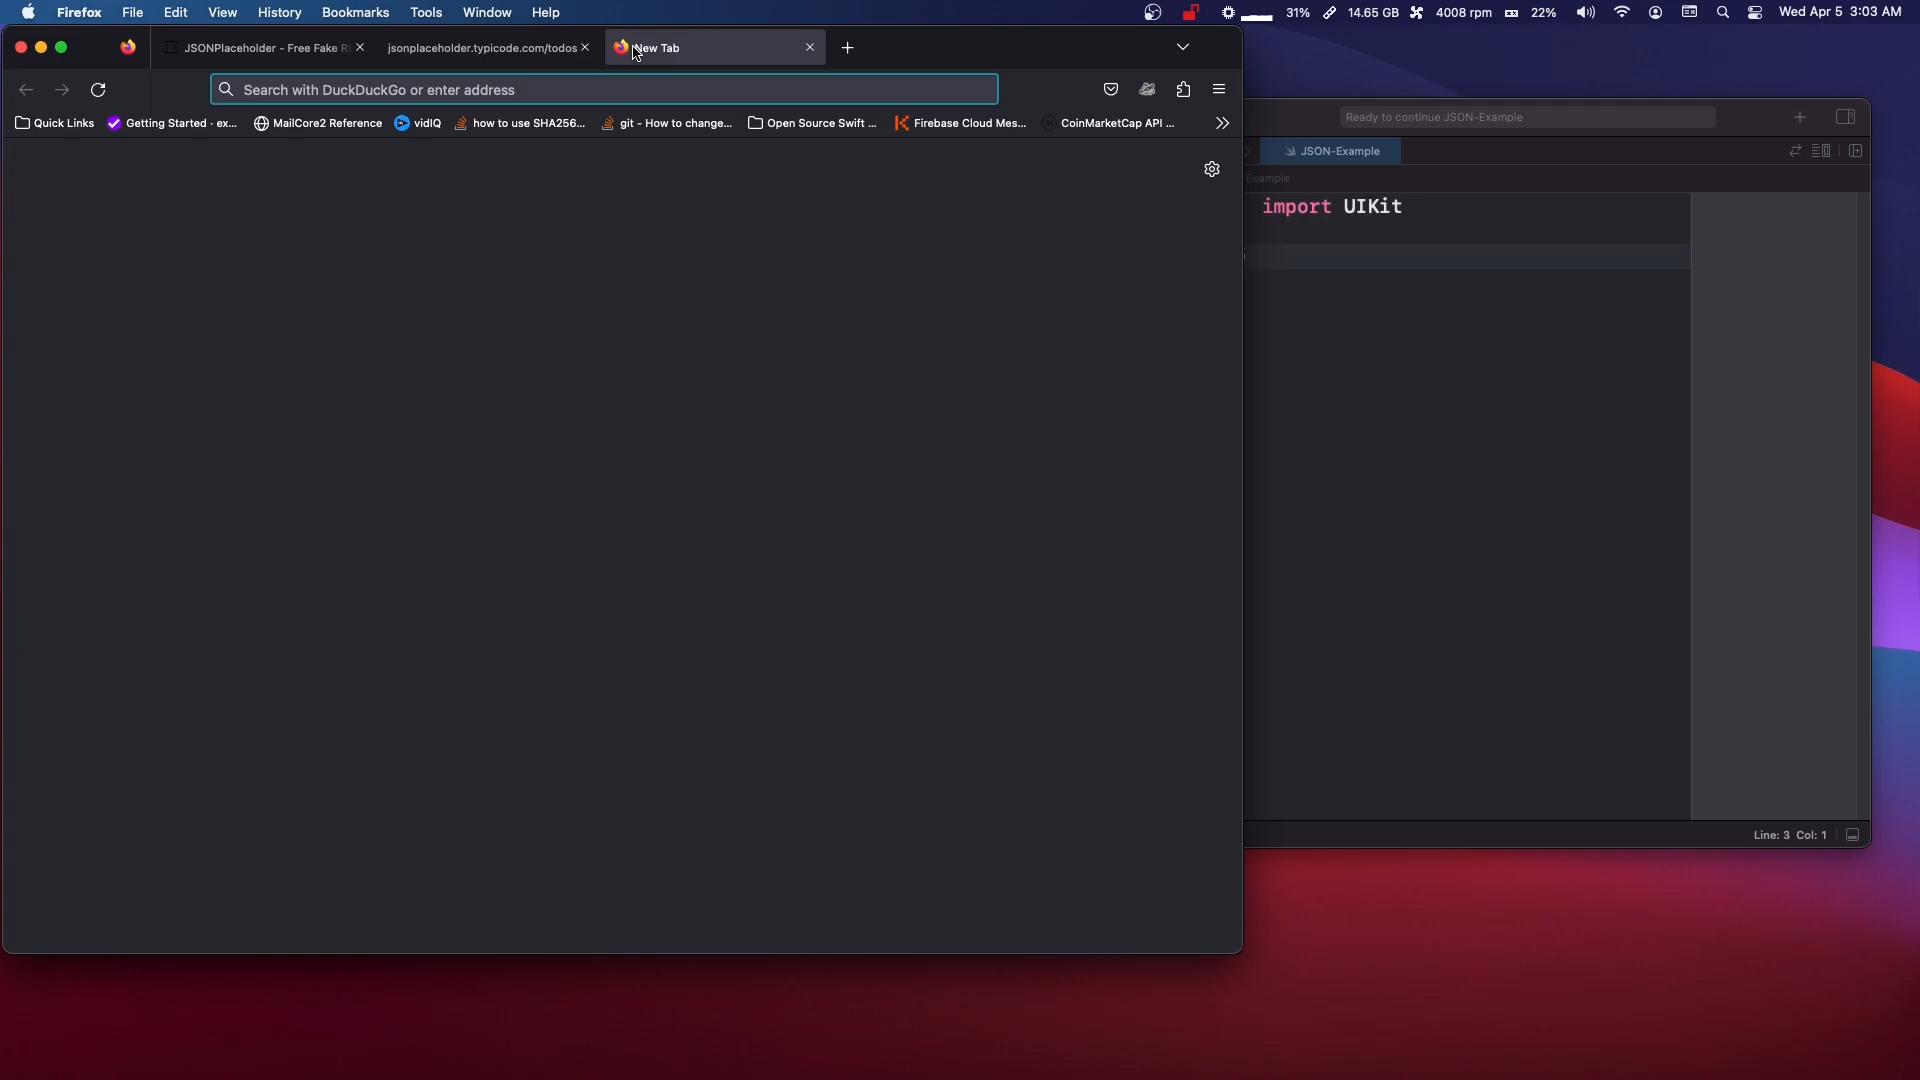 Firefox File Edit View History Bookmarks Tools Window Help 31% 14.65 GB 4008 rpm 22% Wed Apr 5 3:03 AM
JSONPlaceholder - Free Fake jsonplaceholder.typicode.com/todos New Tab
Search with DuckDuckGo or enter address
Quick Links Getting Started · ex... MailCore2 Reference vidIQ how to use SHA256... git - How to change... Open Source Swift ... Firebase Cloud Mes... CoinMarketCap API ...
Ready to continue JSON-Example
JSON-Example
Example
import UIKit
Line: 3 Col: 1